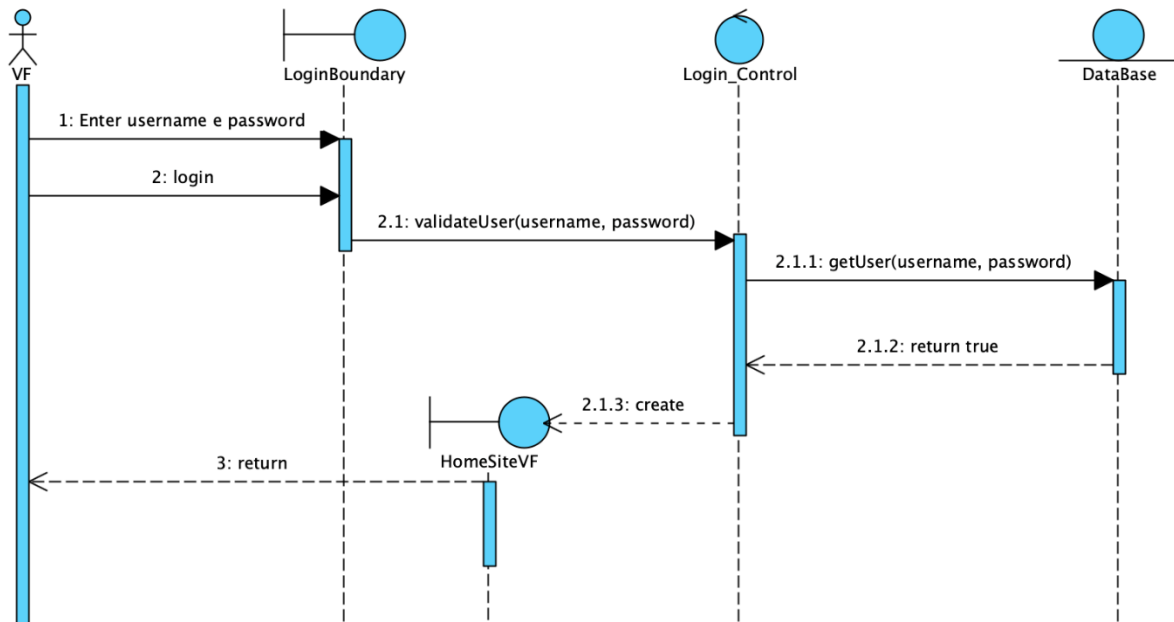 VF
LoginBoundary
Login_Control
DataBase
1: Enter username e password
2: login
2.1: validateUser(username, password)
2.1.1: getUser(username, password)
2.1.2: return true
2.1.3: create
HomeSiteVF
3: return